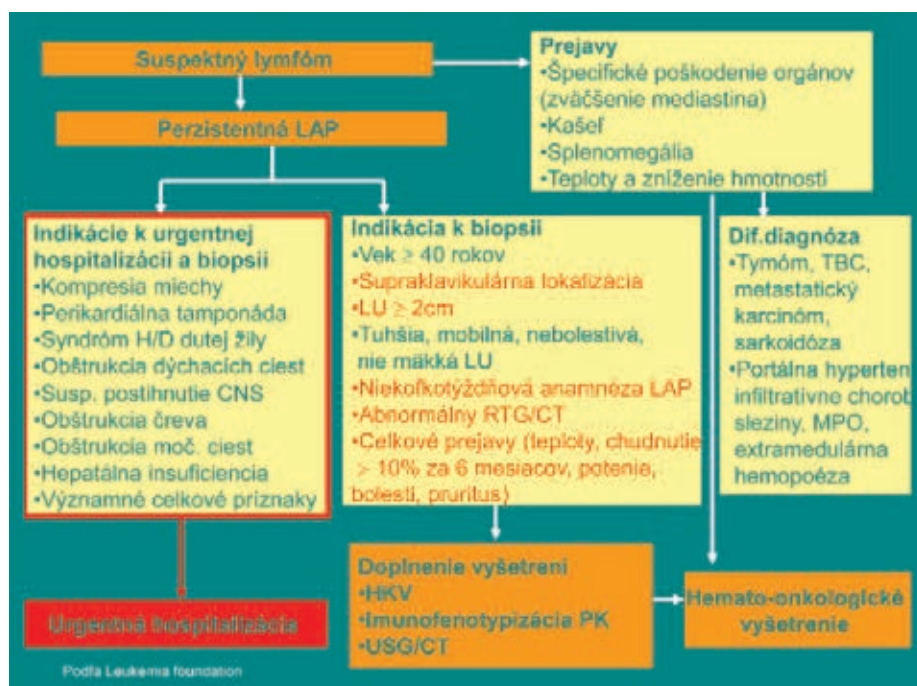 Suspektný lymfóm
Perzistentná LAP
Prejavy
•Špecifické poškodenie orgánov
(zväčšenie mediastina)
•Kašeľ
•Splenomegália
•Teploty a zníženie hmotnosti
Indikácie k urgentnej
hospitalizácii a biopsii
•Kompresia miechy
•Perikardiálna tamponáda
•Syndróm H/D dutej žily
•Obštrukcia dýchacích ciest
•Susp. postihnutie CNS
•Obštrukcia čreva
•Obštrukcia moč. ciest
•Hepatálna insuficiencia
•Významné celkové príznaky
Indikácia k biopsii
•Vek ≥ 40 rokov
•Supraklavikulárna lokalizácia
•LU ≥ 2cm
•Tuhšia, mobilná, nebolestivá,
nie mäkká LU
•Niekoľkotýždňová anamnéza LAP
•Abnormálny RTG/CT
•Celkové prejavy (teploty, chudnutie
> 10% za 6 mesiacov, potenie,
bolesti, pruritus)
Dif.diagnóza
•Tymóm, TBC,
metastatický
karcinóm,
sarkoidóza
•Portálna hyperten
infiltratívne chorob
sleziny, MPO,
extramedulárna
hemopoéza
Urgentná hospitalizácia
Doplnenie vyšetrení
•HKV
•Imunofenotypizácia PK
•USG/CT
Hemato-onkologické
vyšetrenie
Podľa Leukemia foundation